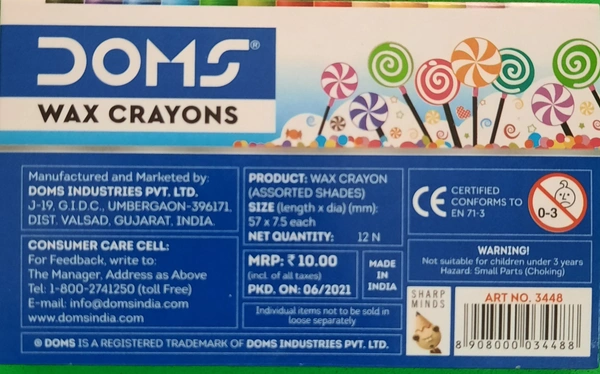 DOMS®
WAX CRAYONS
Manufactured and Marketed by:
DOMS INDUSTRIES PVT. LTD.
J-19, G.I.D.C., UMBERGAON-396171.
DIST. VALSAD, GUJARAT, INDIA.
CONSUMER CARE CELL:
For Feedback, write to:
The Manager, Address as Above
Tel: 1-800-2741250 (toll Free)
E-mail: info@domsindia.com
www.domsindia.com
PRODUCT: WAX CRAYON
(ASSORTED SHADES)
SIZE (length x dia) (mm):
57 x 7.5 each
NET QUANTITY: 12 N
MRP: ₹ 10.00
(incl. of all taxes)
PKD. ON: 06/2021
MADE
IN
INDIA
Individual items not to be sold in
loose separately
CE CERTIFIED
CONFORMS TO
EN 71-3
0-3
WARNING!
Not suitable for children under 3 years
Hazard: Small Parts (Choking)
SHARP
MINDS
ART NO. 3448
8 908000 034488
® DOMS IS A REGISTERED TRADEMARK OF DOMS INDUSTRIES PVT. LTD.